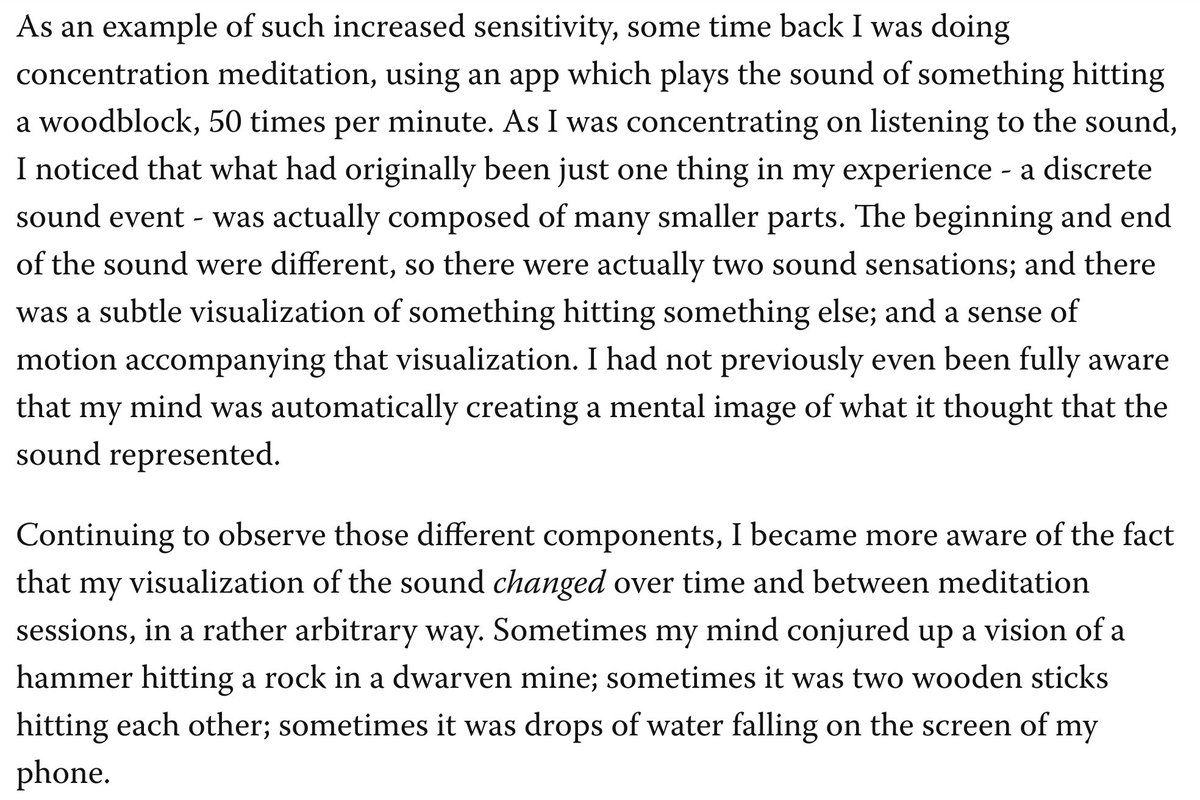 As an example of such increased sensitivity, some time back I was doing
concentration meditation, using an app which plays the sound of something hitting
a woodblock, 50 times per minute. As I was concentrating on listening to the sound,
I noticed that what had originally been just one thing in my experience - a discrete
sound event - was actually composed of many smaller parts. The beginning and end
of the sound were different, so there were actually two sound sensations; and there
was a subtle visualization of something hitting something else; and a sense of
motion accompanying that visualization. I had not previously even been fully aware
that my mind was automatically creating a mental image of what it thought that the
sound represented.
Continuing to observe those different components, I became more aware of the fact
that my visualization of the sound changed over time and between meditation
sessions, in a rather arbitrary way. Sometimes my mind conjured up a vision of a
hammer hitting a rock in a dwarven mine; sometimes it was two wooden sticks
hitting each other; sometimes it was drops of water falling on the screen of my
phone.